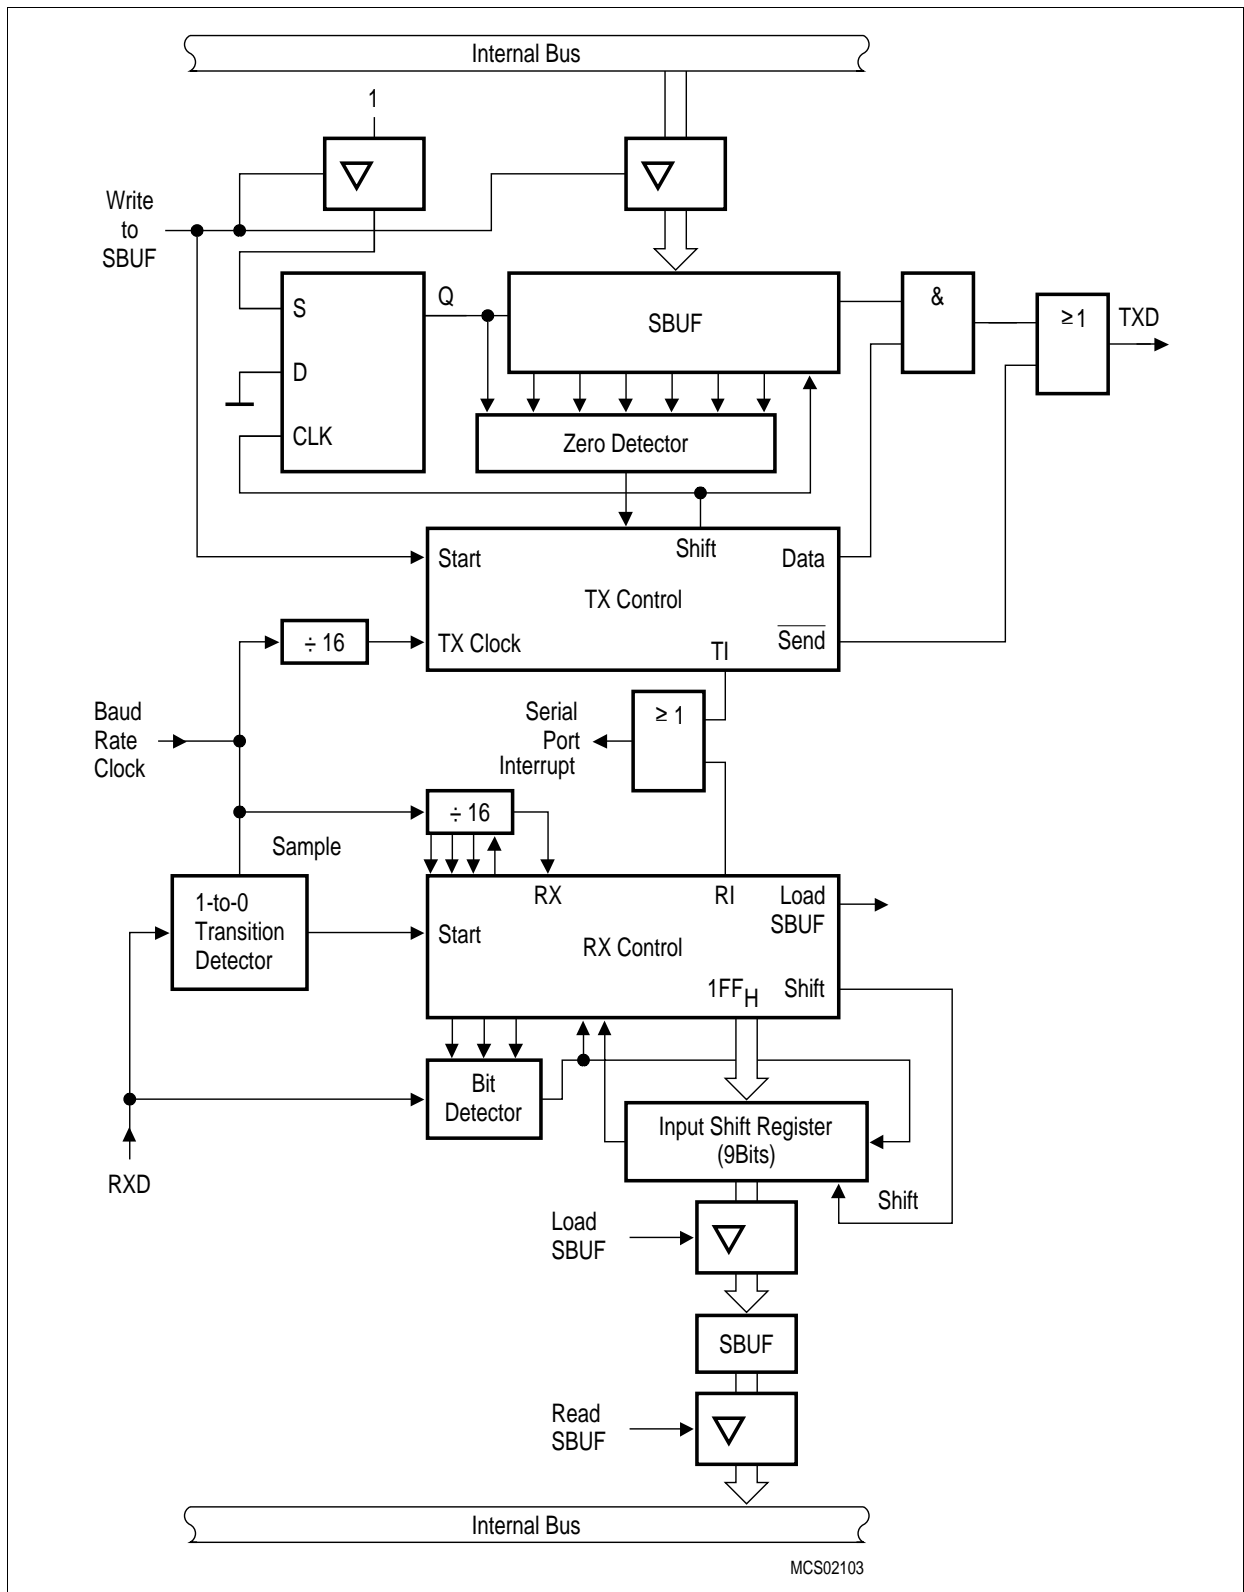 Internal Bus
1
Write
to
SBUF
S
Q
D
CLK
SBUF
&
≥1
TXD
Zero Detector
Start
Shift
Data
TX Control
÷ 16
TX Clock
TI
Send
Baud
Rate
Clock
Serial
Port
Interrupt
≥ 1
÷ 16
Sample
1-to-0
Transition
Detector
RX
RI
Load
SBUF
Start
RX Control
1FFH
Shift
Bit
Detector
Input Shift Register
(9Bits)
RXD
Shift
Load
SBUF
SBUF
Read
SBUF
Internal Bus
MCS02103